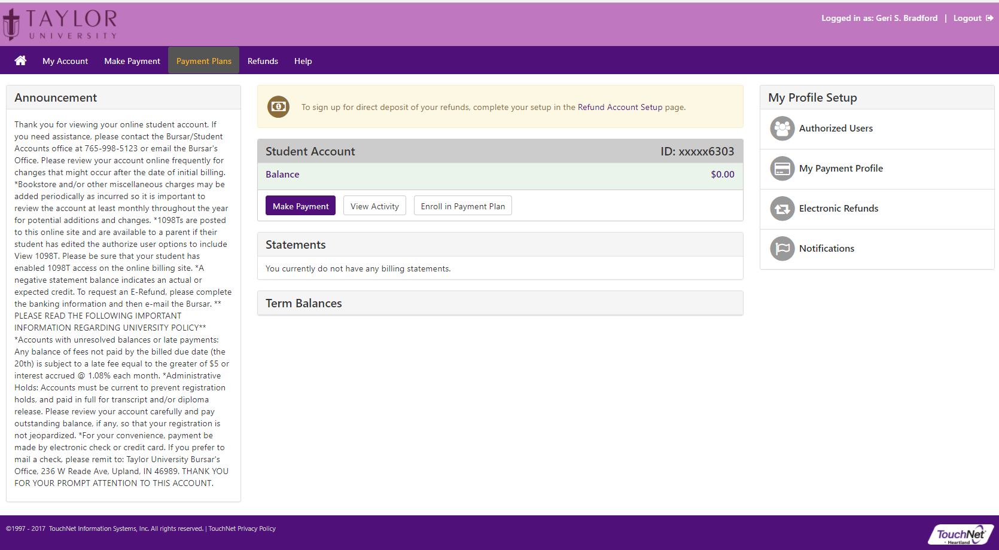 TAYLOR
UNIVERSITY
Logged in as: Geri S. Bradford | Logout
My Account Make Payment Payment Plans Refunds Help
Announcement
Thank you for viewing your online student account. If
you need assistance, please contact the Bursar/Student
Accounts office at 765-998-5123 or email the Bursar's
Office. Please review your account online frequently for
changes that might occur after the date of initial billing.
*Bookstore and/or other miscellaneous charges may be
added periodically as incurred so it is important to
review the account at least monthly throughout the year
for potential additions and changes. *1098Ts are posted
to this online site and are available to a parent if their
student has edited the authorize user options to include
View 1098T. Please be sure that your student has
enabled 1098T access on the online billing site. *A
negative statement balance indicates an actual or
expected credit. To request an E-Refund, please complete
the banking information and then e-mail the Bursar. **
PLEASE READ THE FOLLOWING IMPORTANT
INFORMATION REGARDING UNIVERSITY POLICY**
*Accounts with unresolved balances or late payments:
Any balance of fees not paid by the billed due date (the
20th) is subject to a late fee equal to the greater of $5 or
interest accrued @ 1.08% each month. *Administrative
Holds: Accounts must be current to prevent registration
holds, and paid in full for transcript and/or diploma
release. Please review your account carefully and pay
outstanding balance, if any, so that your registration is
not jeopardized. *For your convenience, payment be
made by electronic check or credit card. If you prefer to
mail a check, please remit to: Taylor University Bursar's
Office, 236 W Reade Ave, Upland, IN 46989. THANK YOU
FOR YOUR PROMPT ATTENTION TO THIS ACCOUNT.
To sign up for direct deposit of your refunds, complete your setup in the Refund Account Setup page.
Student Account ID: xxxxx6303
Balance $0.00
Make Payment View Activity Enroll in Payment Plan
Statements
You currently do not have any billing statements.
Term Balances
My Profile Setup
Authorized Users
My Payment Profile
Electronic Refunds
Notifications
©1997 - 2017 TouchNet Information Systems, Inc. All rights reserved. | TouchNet Privacy Policy
TouchNet
Heartland